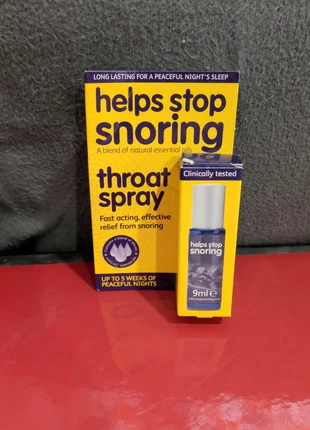 LONG LASTING FOR A PEACEFUL NIGHT'S SLEEP
helps stop
snoring
A blend of natural essential oils
throat
spray
Fast acting, effective
relief from snoring
UP TO 5 WEEKS OF
PEACEFUL NIGHTS
Clinically tested
helps stop
snoring
9ml e